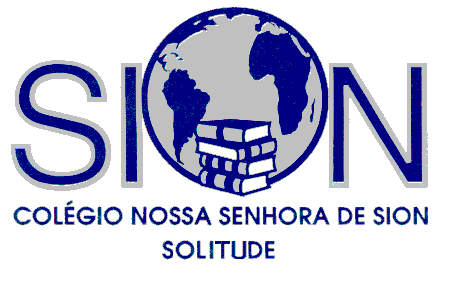 SION
COLÉGIO NOSSA SENHORA DE SION
SOLITUDE